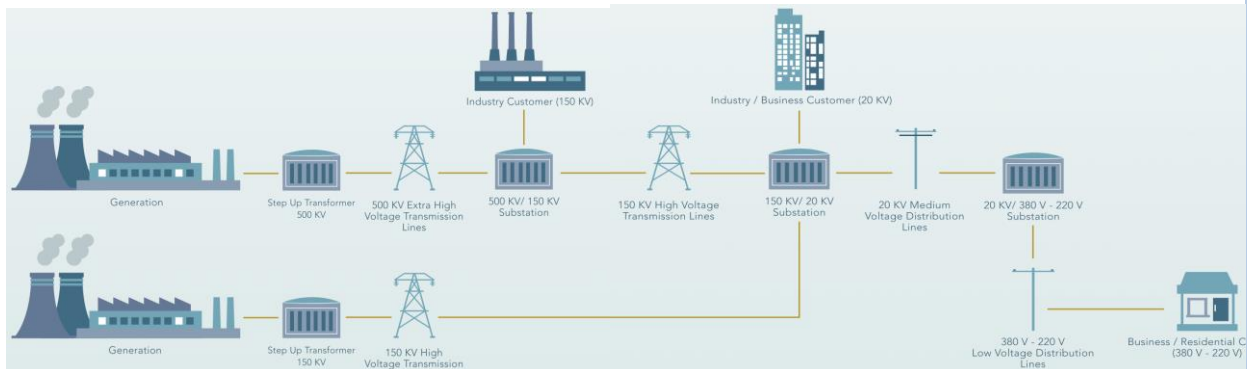 Industry Customer (150 KV)
Industry / Business Customer (20 KV)
Generation
Step Up Transformer
500 KV
500 KV Extra High
Voltage Transmission
Lines
500 KV/ 150 KV
Substation
150 KV High Voltage
Transmission Lines
150 KV/ 20 KV
Substation
20 KV Medium
Voltage Distribution
Lines
20 KV/ 380 V - 220 V
Substation
Generation
Step Up Transformer
150 KV
150 KV High
Voltage Transmission
380 V - 220 V
Low Voltage Distribution
Lines
Business / Residential C
(380 V - 220 V)